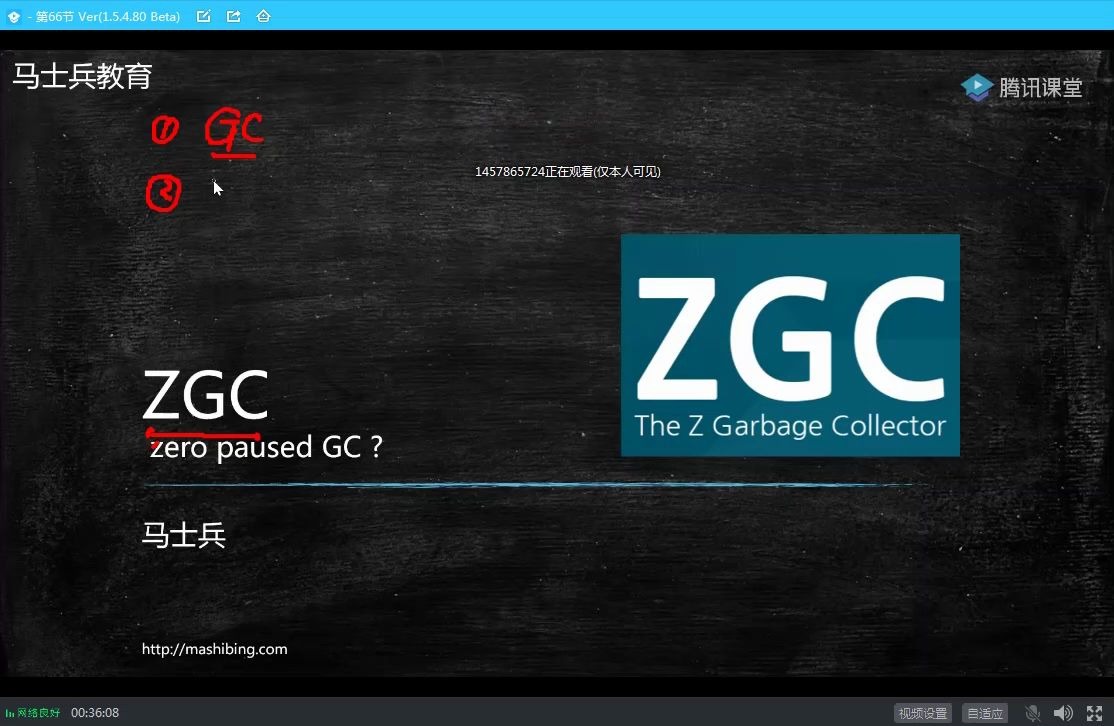 - 第66节 Ver(1.5.4.80 Beta)
马士兵教育
腾讯课堂
① GC
1457865724正在观看(仅本人可见)
②
ZGC
The Z Garbage Collector
ZGC
zero paused GC ?
马士兵
http://mashibing.com
网络良好 00:36:08 视频设置 自适应